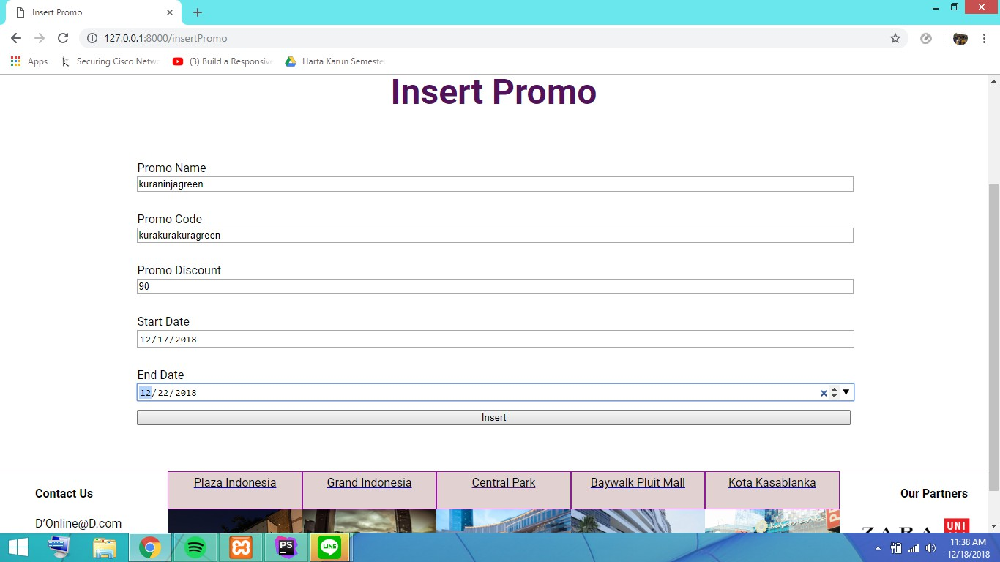 Insert Promo
127.0.0.1:8000/insertPromo
Apps Securing Cisco Netwo (3) Build a Responsive Harta Karun Semeste
Insert Promo
Promo Name
kuraninjagreen
Promo Code
kurakurakuragreen
Promo Discount
90
Start Date
12/17/2018
End Date
12/22/2018
Insert
Plaza Indonesia Grand Indonesia Central Park Baywalk Pluit Mall Kota Kasablanka
Contact Us Our Partners
D'Online@D.com
ZARA UNI
PS LINE
11:38 AM
12/18/2018